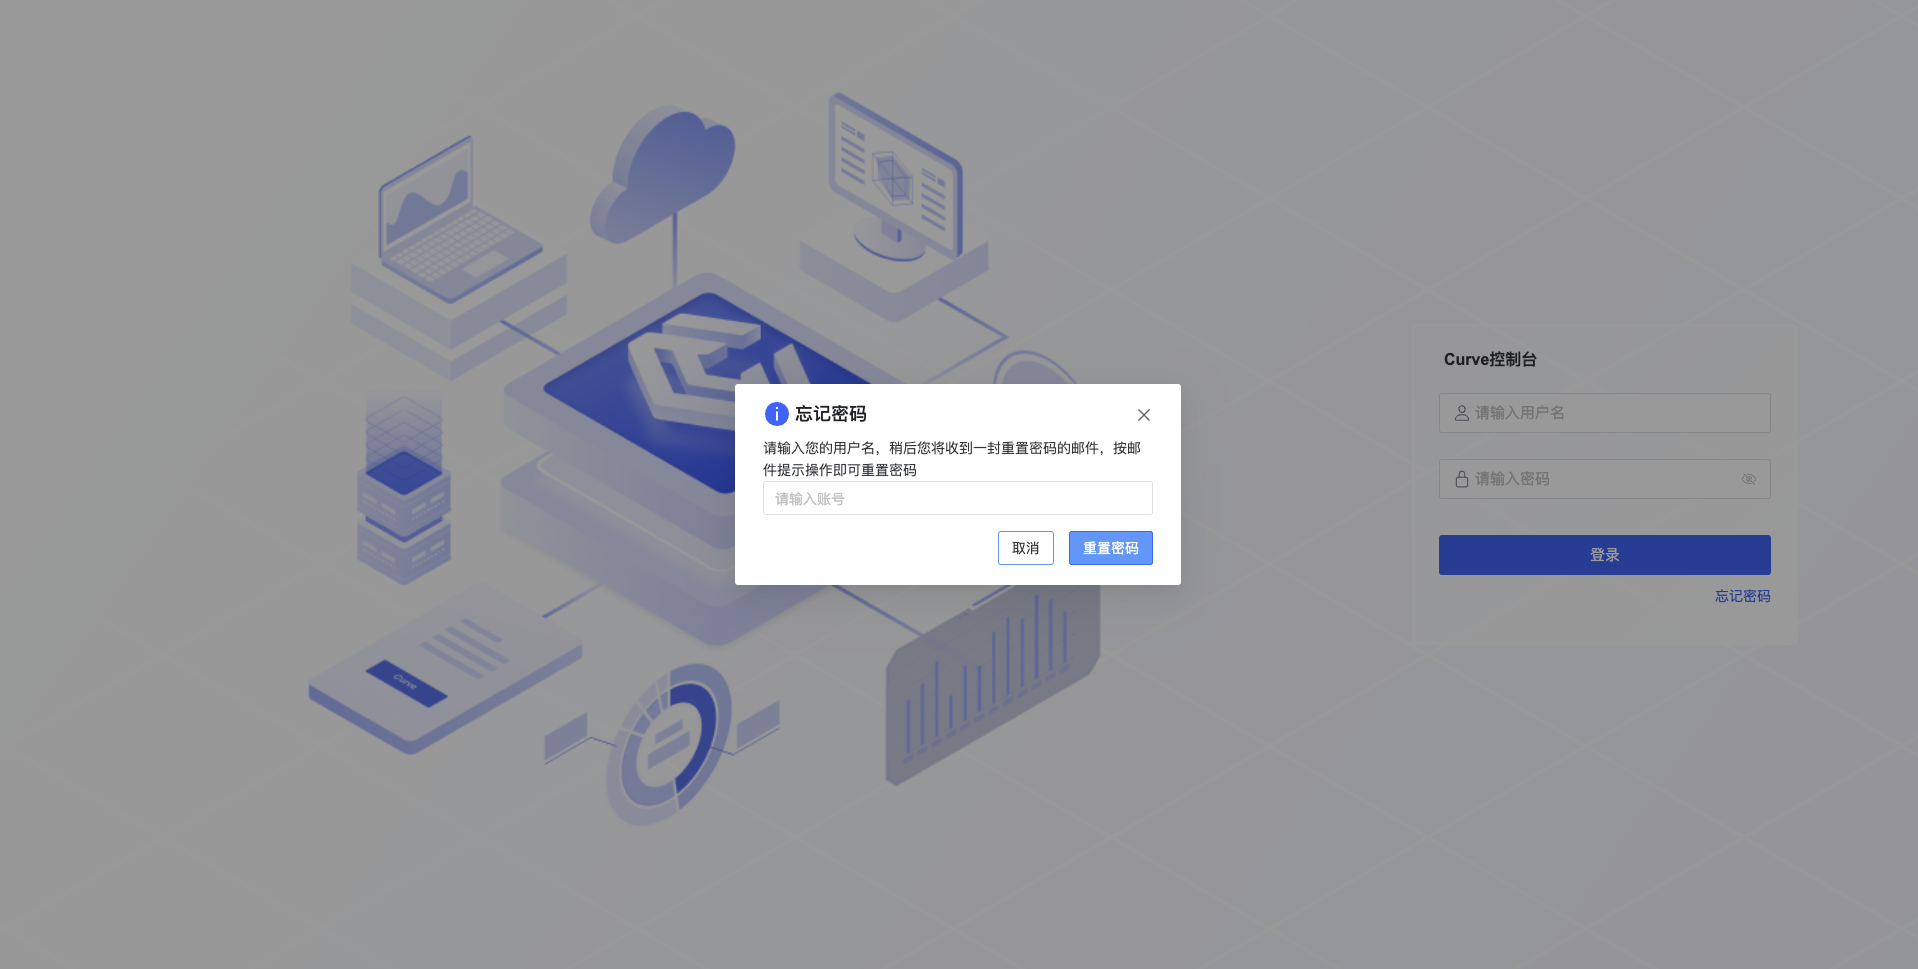 忘记密码
请输入您的用户名，稍后您将收到一封重置密码的邮件，按邮
件提示操作即可重置密码
请输入账号
取消
重置密码
Curve控制台
请输入用户名
请输入密码
登录
忘记密码
Curve